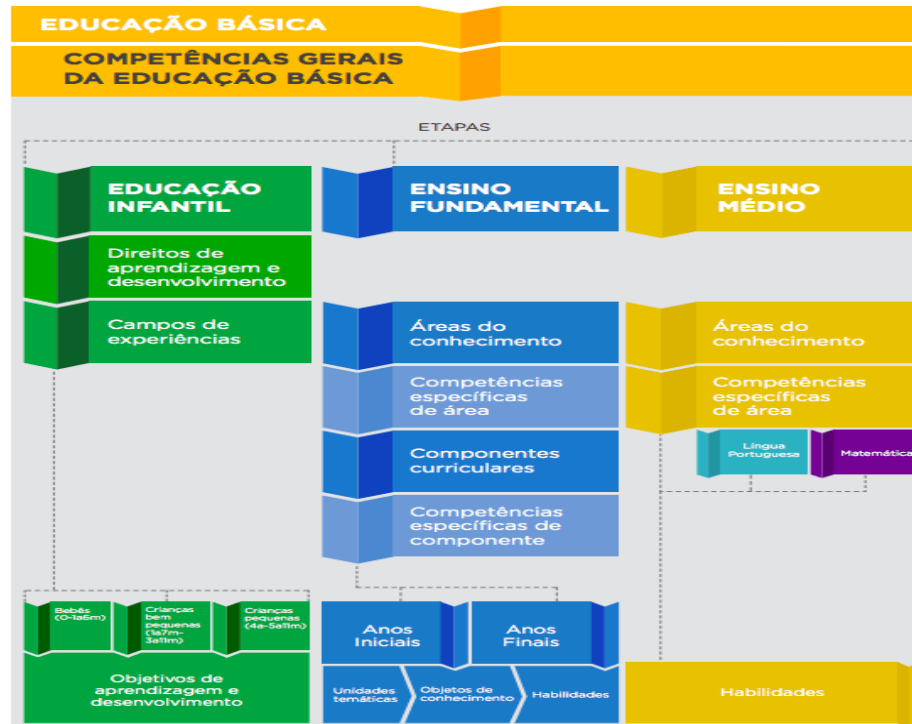 EDUCAÇÃO BÁSICA
COMPETÊNCIAS GERAIS
DA EDUCAÇÃO BÁSICA
ETAPAS
EDUCAÇÃO
INFANTIL
Direitos de
aprendizagem e
desenvolvimento
Campos de
experiências
Bebês
(0-1a6m)
Crianças
bem
pequenas
(1a7m-
3a11m)
Crianças
pequenas
(4a-5a11m)
Objetivos de
aprendizagem e
desenvolvimento
ENSINO
FUNDAMENTAL
Áreas do
conhecimento
Competências
específicas
de área
Componentes
curriculares
Competências
específicas de
componente
Anos
Iniciais
Anos
Finais
Unidades
temáticas
Objetos de
conhecimento
Habilidades
ENSINO
MÉDIO
Áreas do
conhecimento
Competências
específicas
de área
Língua
Portuguesa
Matemática
Habilidades